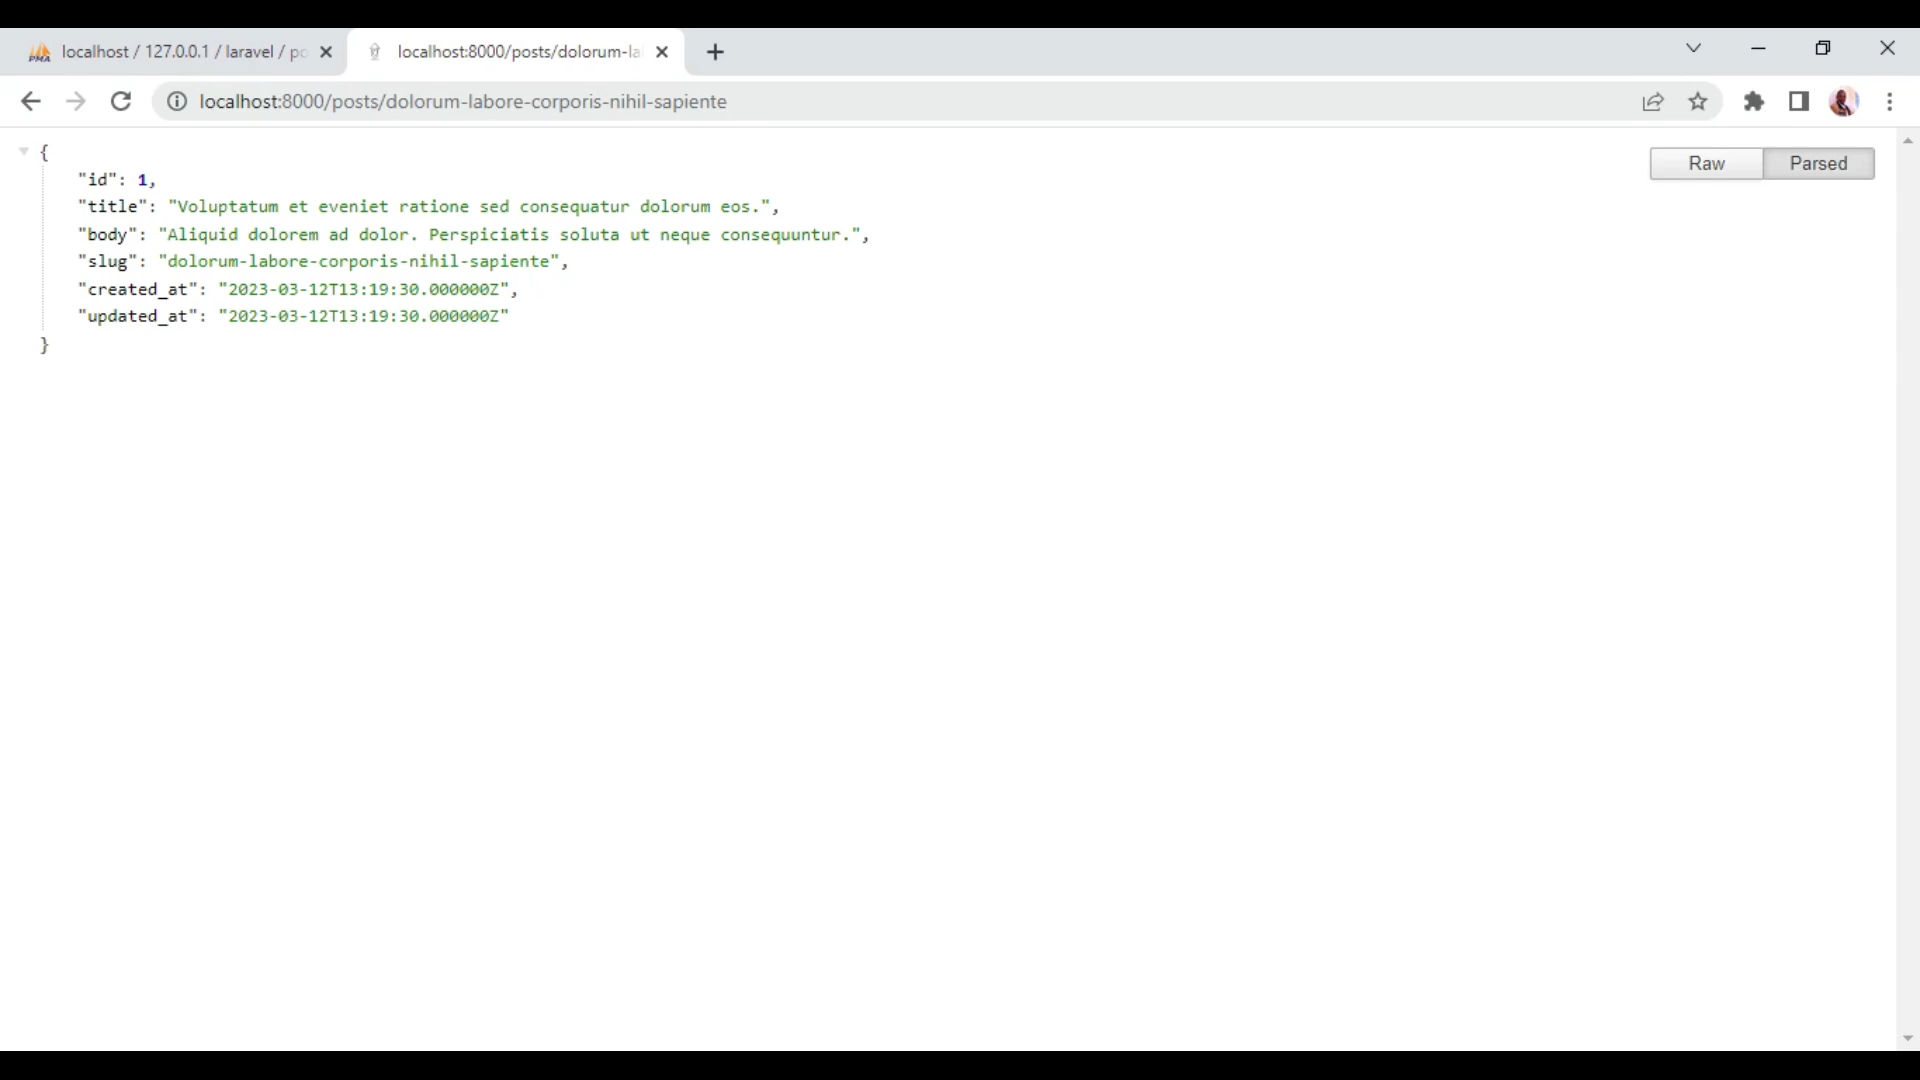 localhost / 127.0.0.1 / laravel / po
localhost:8000/posts/dolorum-la
localhost:8000/posts/dolorum-labore-corporis-nihil-sapiente
Raw Parsed
{
"id": 1,
"title": "Voluptatum et eveniet ratione sed consequatur dolorum eos.",
"body": "Aliquid dolorem ad dolor. Perspiciatis soluta ut neque consequuntur.",
"slug": "dolorum-labore-corporis-nihil-sapiente",
"created_at": "2023-03-12T13:19:30.000000Z",
"updated_at": "2023-03-12T13:19:30.000000Z"
}